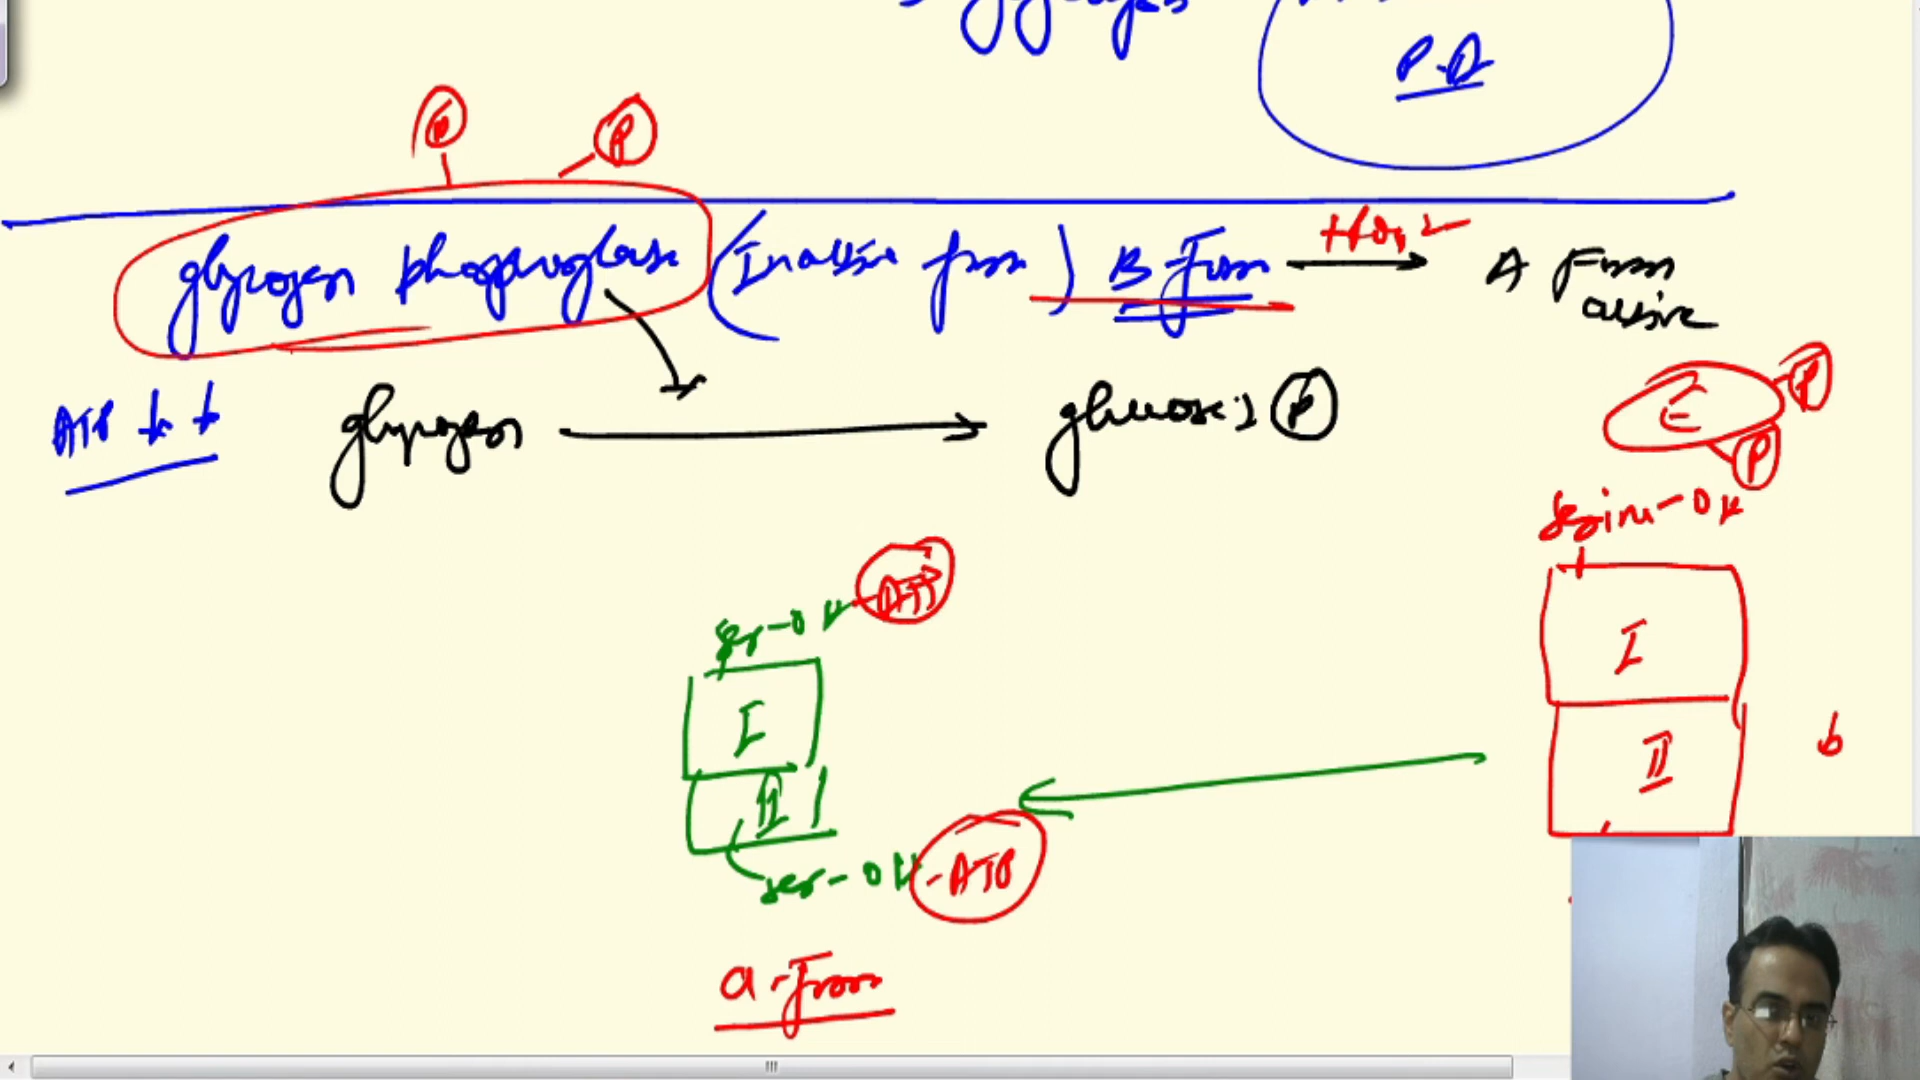 P-D
P P
glycogen phosphorylase (Inactive form) B Form A Form
active
ATP
glycogen glucose 1 P
E P
P
serine-OH
ATP
ser-OH
I I
II II b
ser-OH -ATP
a-Form